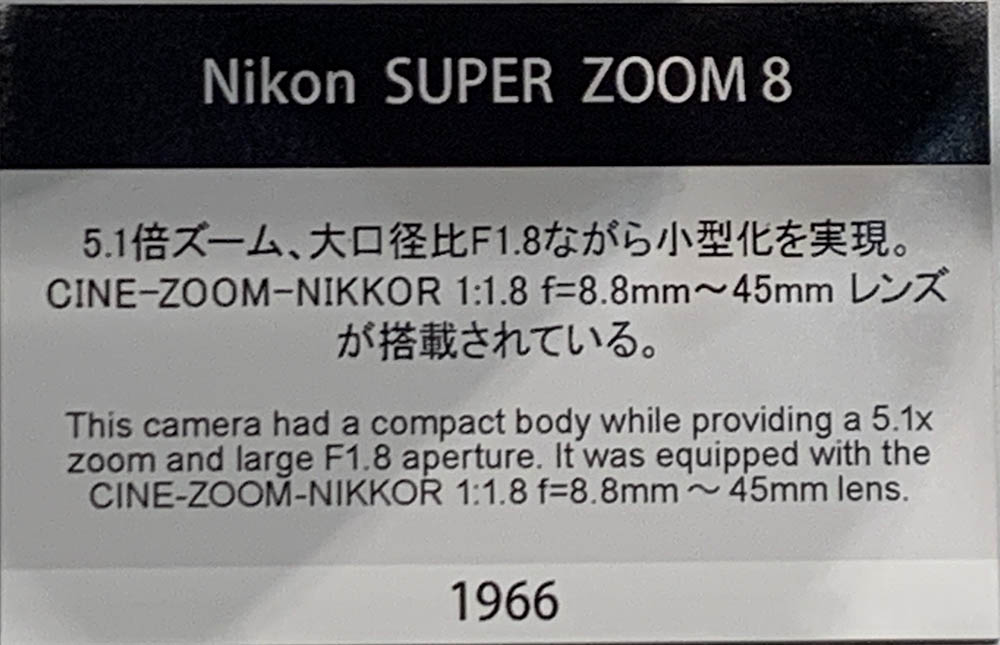 Nikon SUPER ZOOM 8
5.1倍ズーム、大口径比F1.8ながら小型化を実現。
CINE-ZOOM-NIKKOR 1:1.8 f=8.8mm～45mm レンズ
が搭載されている。
This camera had a compact body while providing a 5.1x
zoom and large F1.8 aperture. It was equipped with the
CINE-ZOOM-NIKKOR 1:1.8 f=8.8mm ～ 45mm lens.
1966